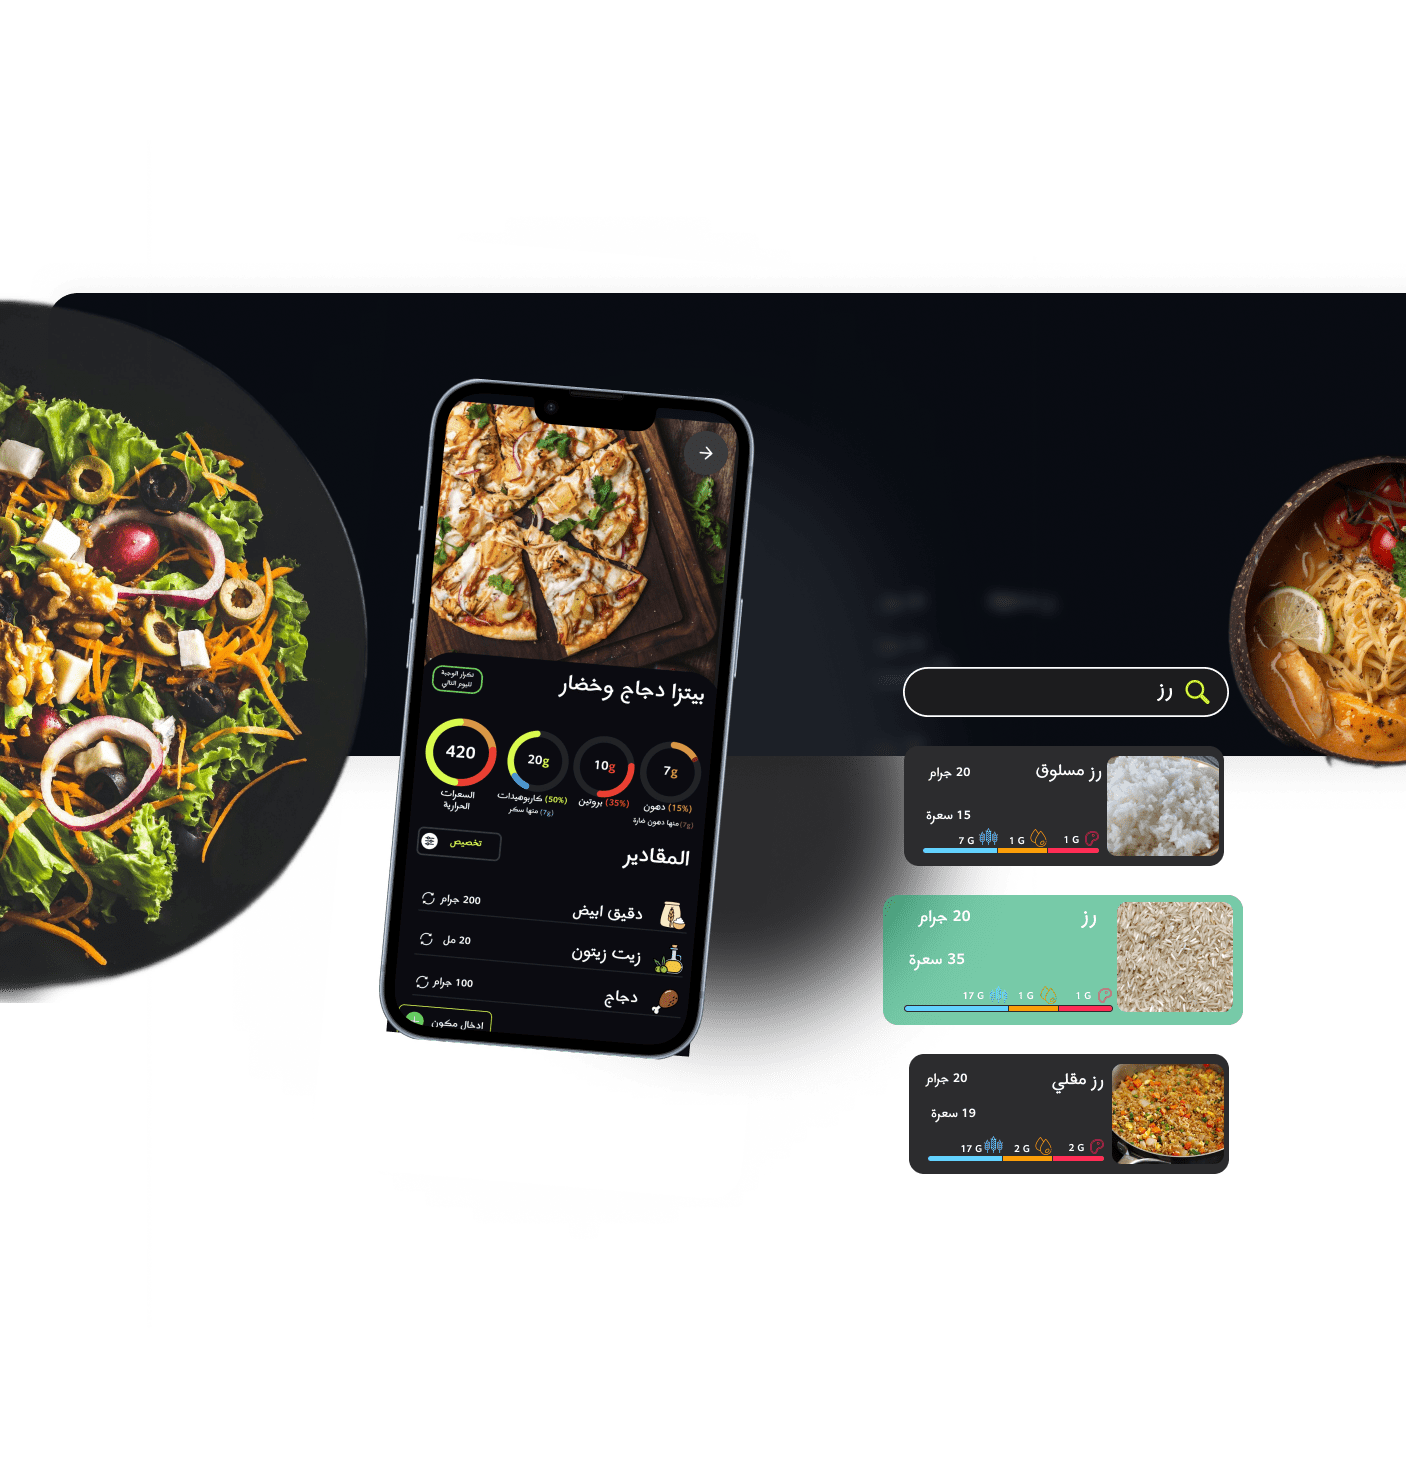 بيتزا دجاج وخضار
تكرار الوجبة
لليوم التالي
7g
10g
20g
420
(15%) دهون
(7g) منها دهون ضارة
(35%) بروتين
(50%) كاربوهيدات
(7g) منها سكر
السعرات
الحرارية
المقادير
تخصيص
دقيق ابيض
200 جرام
زيت زيتون
20 مل
دجاج
100 جرام
ادخال مكون
رز
رز مسلوق
20 جرام
15 سعرة
7 G 1 G 1 G
رز
20 جرام
35 سعرة
17 G 1 G 1 G
رز مقلي
20 جرام
19 سعرة
17 G 2 G 2 G